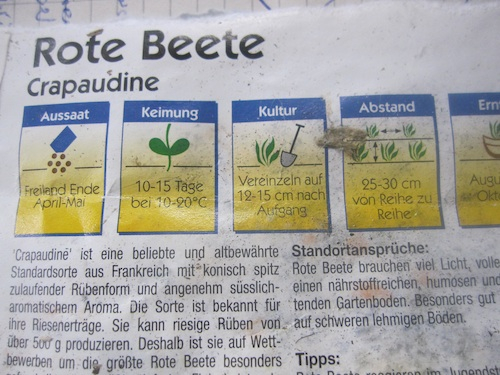 Rote Beete
Crapaudine
Aussaat
Freiland Ende
April-Mai
Keimung
10-15 Tage
bei 10-20°C
Kultur
Vereinzeln auf
12-15 cm nach
Aufgang
Abstand
25-30 cm
von Reihe zu
Reihe
'Crapaudine' ist eine beliebte und altbewährte
Standardsorte aus Frankreich mit konisch spitz
zulaufender Rübenform und angenehm süsslich-
aromatischem Aroma. Die Sorte ist bekannt für
ihre Riesenerträge. Sie kann riesige Rüben von
über 500 g produzieren. Deshalb ist sie auf Wett-
bewerben um die größte Rote Beete besonders
Standortansprüche:
Rote Beete brauchen viel Licht, volle
einen nährstoffreichen, humosen und
tenden Gartenboden. Besonders gut
auf schweren lehmigen Böden.
Tipps: